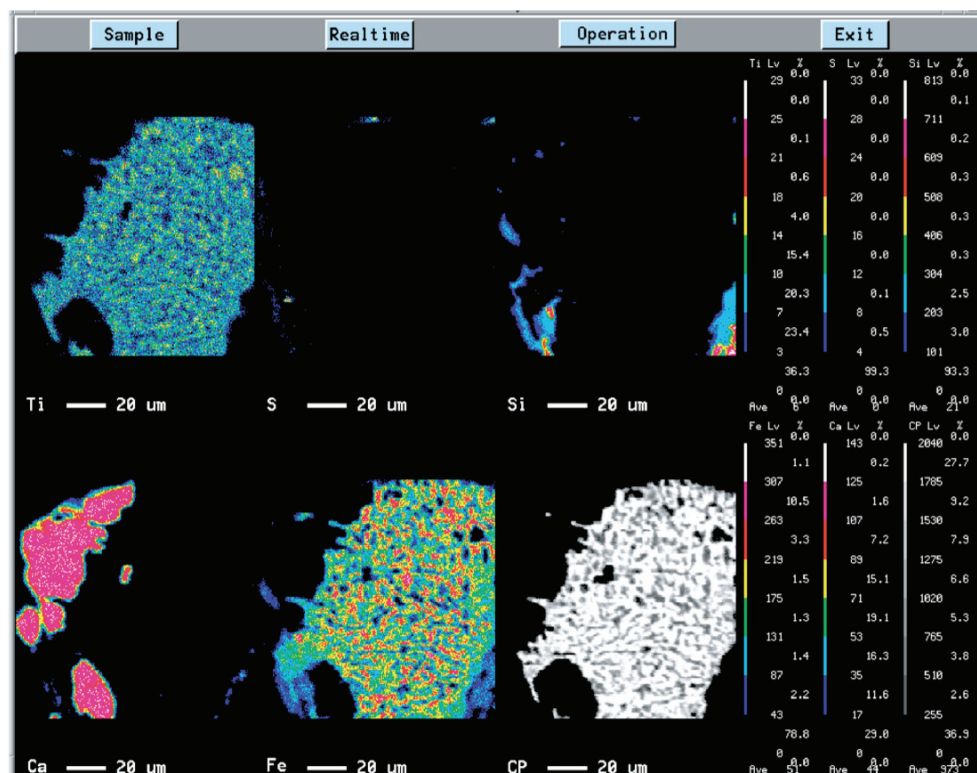 Sample Realtime Operation Exit
Ti Lv % S Lv % Si Lv %
0.0 0.0 0.0
29 33 813
0.0 0.0 0.1
25 28 711
0.1 0.0 0.2
21 24 609
0.6 0.0 0.3
18 20 508
4.0 0.0 0.3
14 16 406
15.4 0.0 0.3
10 12 304
20.3 0.1 2.5
7 8 203
23.4 0.5 3.0
3 4 101
36.3 99.3 93.3
0 0 0
0.0 0.0 0.0
Ave 6 Ave 0 Ave 21
Ti 20 um S 20 um Si 20 um
Fe Lv % Ca Lv % CP Lv %
0.0 0.0 0.0
351 143 2040
1.1 0.2 27.7
307 125 1785
10.5 1.6 9.2
263 107 1530
3.3 7.2 7.9
219 89 1275
1.5 15.1 6.6
175 71 1020
1.3 19.1 5.3
131 53 765
1.4 16.3 3.8
87 35 510
2.2 11.6 2.6
43 17 255
78.8 29.0 36.9
0 0 0
0.0 0.0 0.0
Ave 51 Ave 44 Ave 973
Ca 20 um Fe 20 um CP 20 um